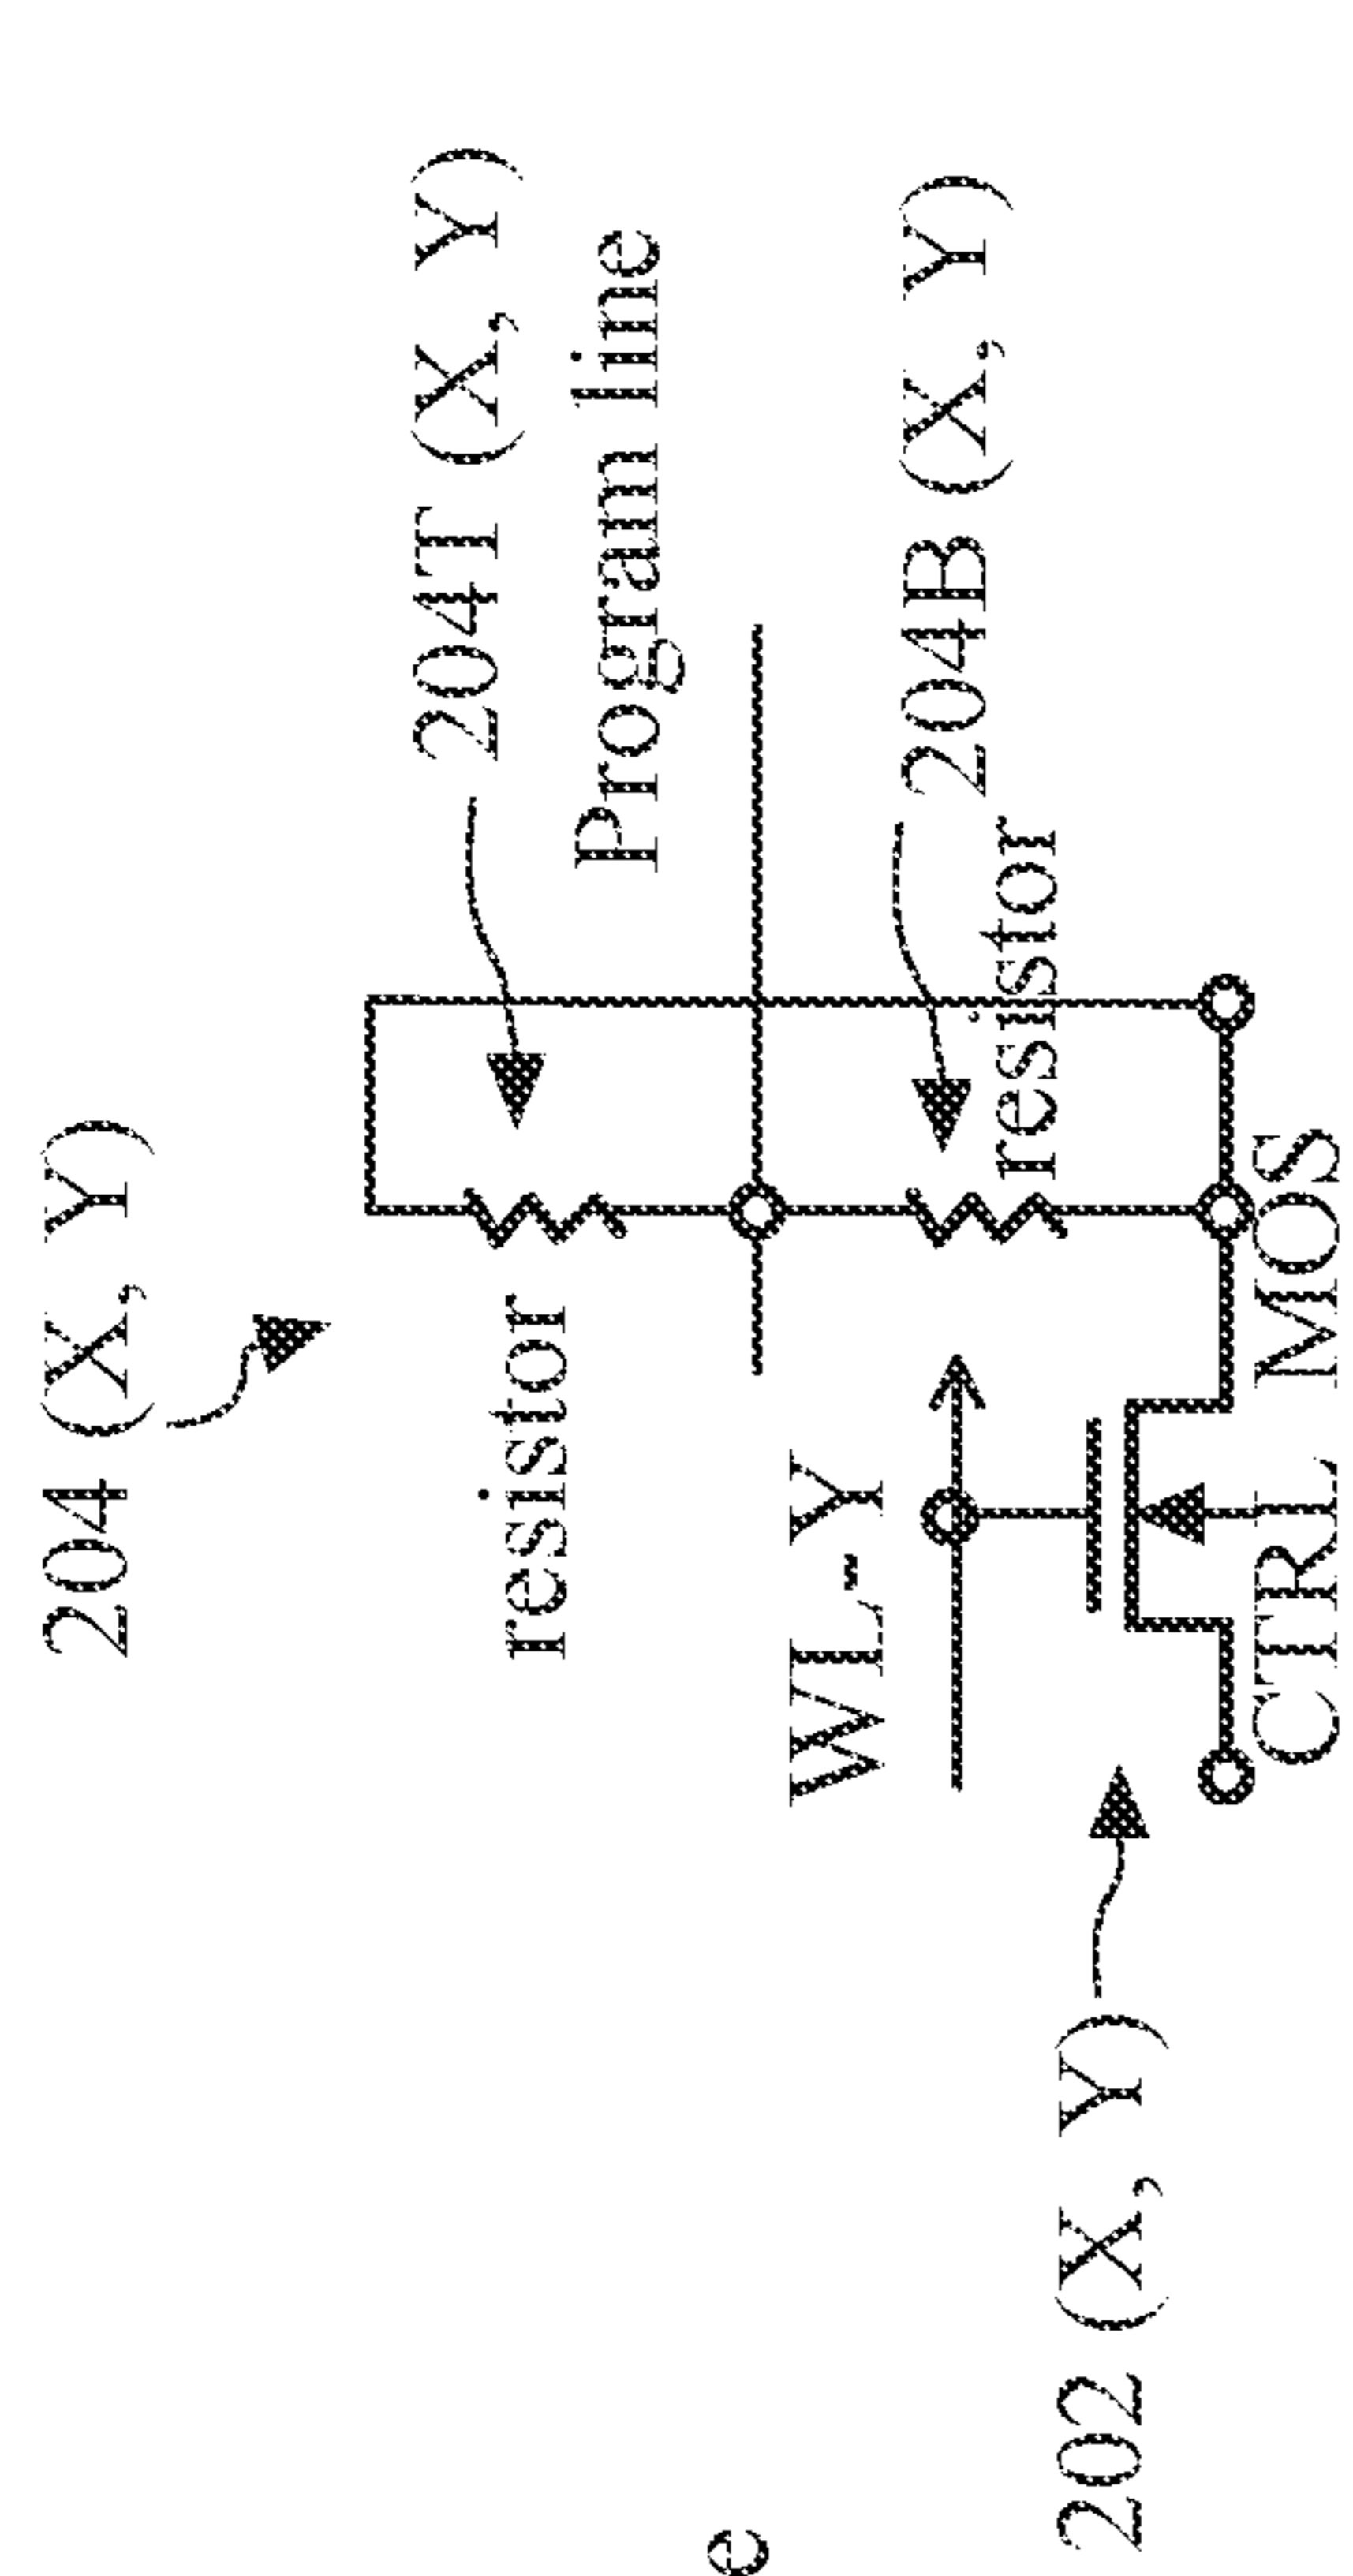 204 (X, Y)
204T (X, Y)
resistor
Program line
e
WL-Y
204B (X, Y)
resistor
202 (X, Y)
CTRL MOS